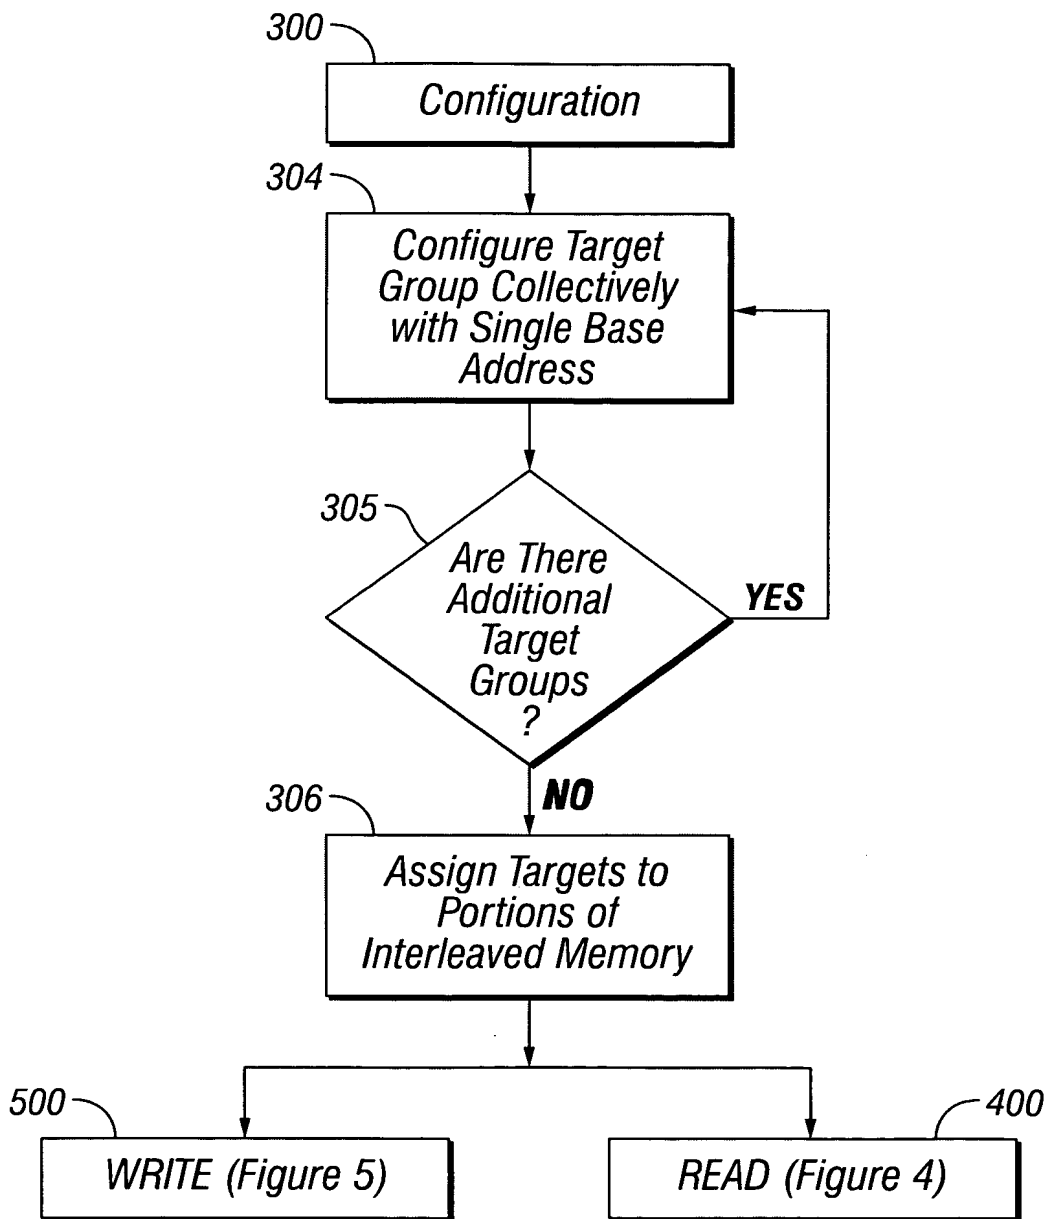 300
Configuration
304
Configure Target
Group Collectively
with Single Base
Address
305
Are There
Additional
Target
Groups
?
YES
NO
306
Assign Targets to
Portions of
Interleaved Memory
500
400
WRITE (Figure 5)
READ (Figure 4)